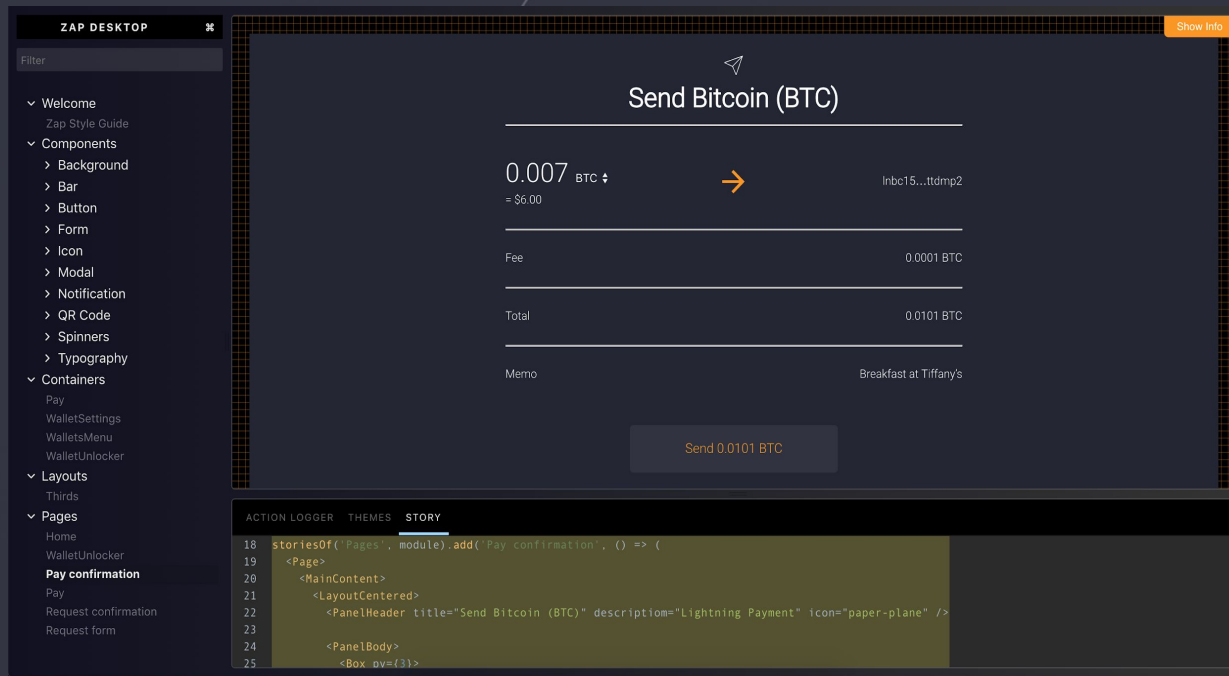 ZAP DESKTOP ⌘
Filter
Welcome
Zap Style Guide
Components
Background
Bar
Button
Form
Icon
Modal
Notification
QR Code
Spinners
Typography
Containers
Pay
WalletSettings
WalletsMenu
WalletUnlocker
Layouts
Thirds
Pages
Home
WalletUnlocker
Pay confirmation
Pay
Request confirmation
Request form
Show Info
Send Bitcoin (BTC)
0.007 BTC
= $6.00
lnbc15...ttdmp2
Fee 0.0001 BTC
Total 0.0101 BTC
Memo Breakfast at Tiffany's
Send 0.0101 BTC
ACTION LOGGER THEMES STORY
18 storiesOf('Pages', module).add('Pay confirmation', () => (
19 <Page>
20 <MainContent>
21 <LayoutCentered>
22 <PanelHeader title="Send Bitcoin (BTC)" descriptiom="Lightning Payment" icon="paper-plane" />
23
24 <PanelBody>
25 <Box py={3}>